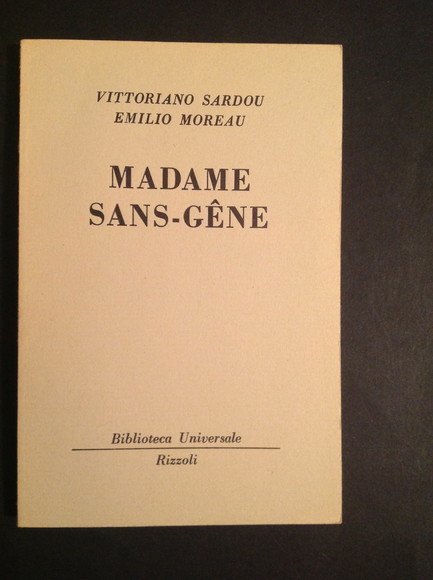 VITTORIANO SARDOU
EMILIO MOREAU
MADAME
SANS-GÊNE
Biblioteca Universale
Rizzoli